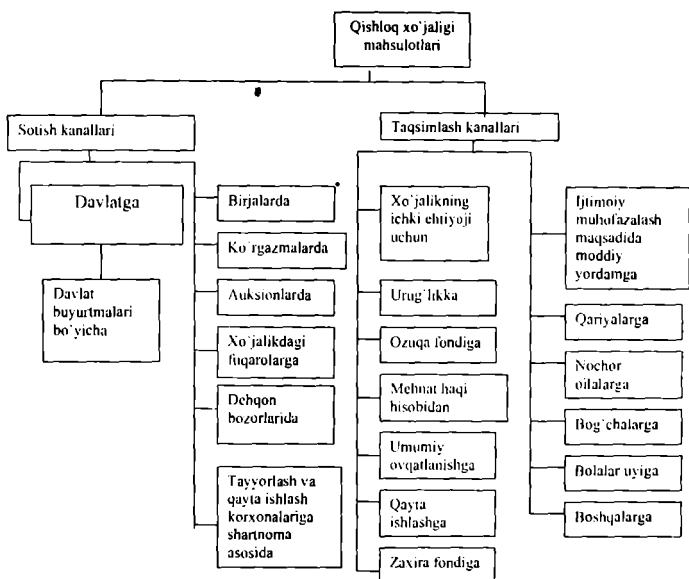 Qishloq xo`jaligi
mahsulotlari
Sotish kanallari
Davlatga
Davlat
buyurtmalari
bo`yicha
Birjalarda
Ko`rgazmalarda
Auksionlarda
Xo`jalikdagi
fuqarolarga
Dehqon
bozorlarida
Tayyorlash va
qayta ishlash
korxonalariga
shartnoma
asosida
Taqsimlash kanallari
Xo`jalikning
ichki ehtiyoji
uchun
Urug`likka
Ozuqa fondiga
Mehnat haqi
hisobidan
Umumiy
ovqatlanishga
Qayta
ishlashga
Zaxira fondiga
Ijtimoiy
muhofazalash
maqsadida
moddiy
yordamga
Qariyalarga
Nochor
oilalarga
Bog`chalarga
Bolalar uyiga
Boshqalarga